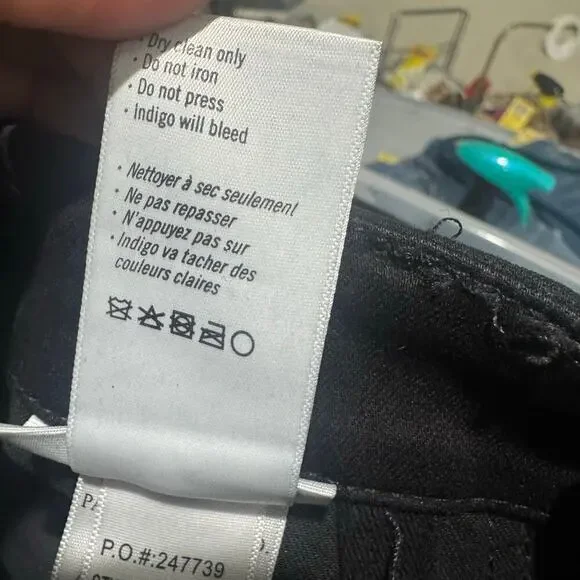 · Dry clean only
· Do not iron
· Do not press
· Indigo will bleed
· Nettoyer à sec seulement
· Ne pas repasser
· N'appuyez pas sur
· Indigo va tacher des
couleurs claires
P.O.#:247739